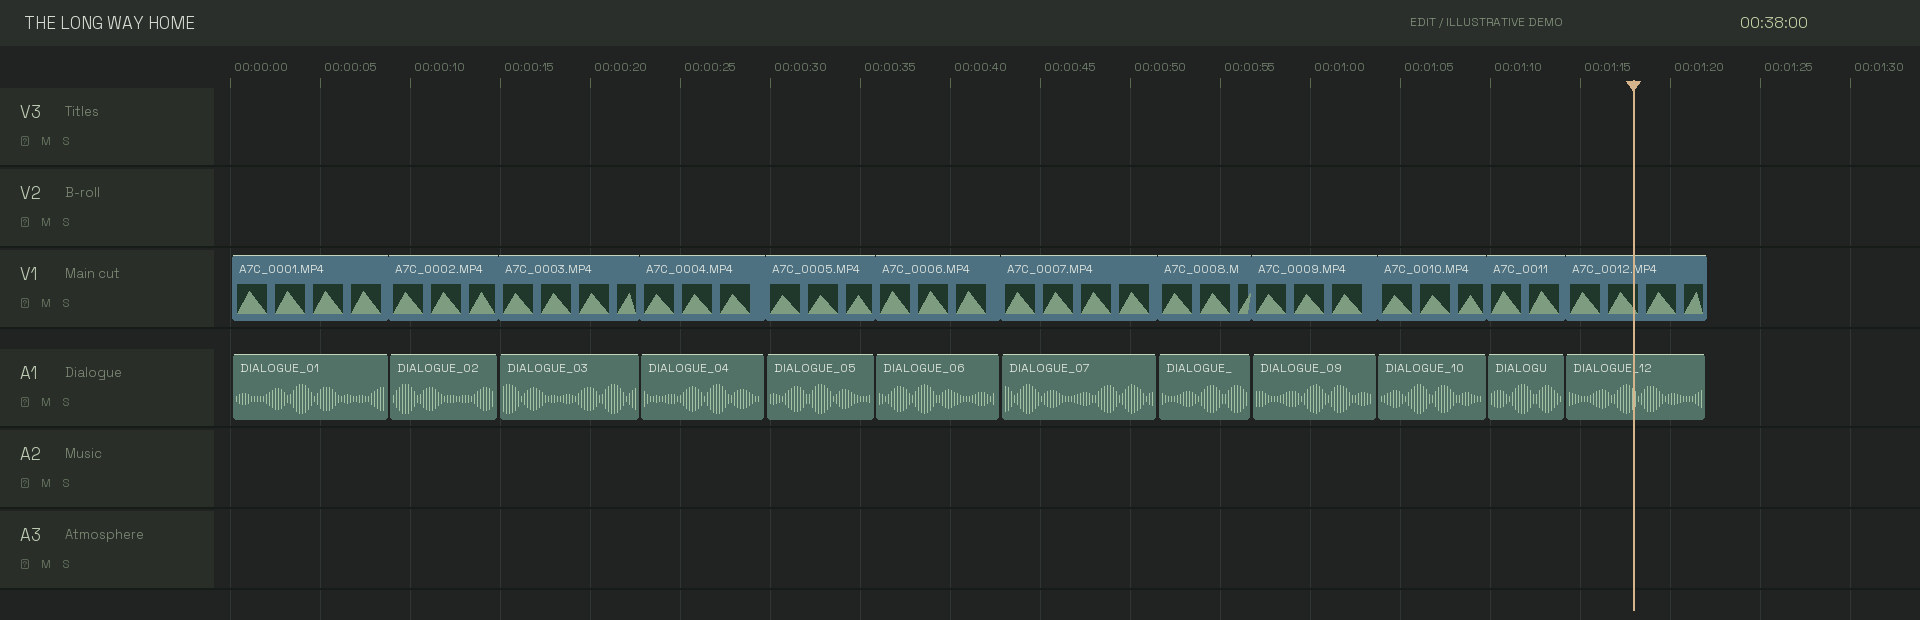 THE LONG WAY HOME
EDIT / ILLUSTRATIVE DEMO
00:38:00
00:00:00 00:00:05 00:00:10 00:00:15 00:00:20 00:00:25 00:00:30 00:00:35 00:00:40 00:00:45 00:00:50 00:00:55 00:01:00 00:01:05 00:01:10 00:01:15 00:01:20 00:01:25 00:01:30
V3 Titles
M S
V2 B-roll
M S
V1 Main cut
M S
A7C_0001.MP4 A7C_0002.MP4 A7C_0003.MP4 A7C_0004.MP4 A7C_0005.MP4 A7C_0006.MP4 A7C_0007.MP4 A7C_0008.M A7C_0009.MP4 A7C_0010.MP4 A7C_0011 A7C_0012.MP4
A1 Dialogue
M S
DIALOGUE_01 DIALOGUE_02 DIALOGUE_03 DIALOGUE_04 DIALOGUE_05 DIALOGUE_06 DIALOGUE_07 DIALOGUE_ DIALOGUE_09 DIALOGUE_10 DIALOGU DIALOGUE_12
A2 Music
M S
A3 Atmosphere
M S